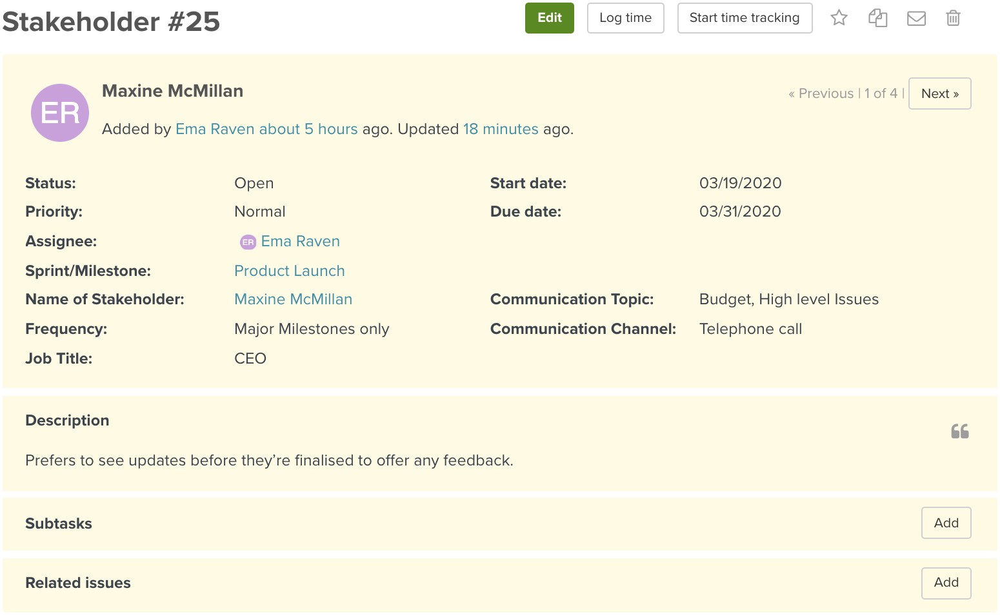 Stakeholder #25
Edit
Log time
Start time tracking
ER
Maxine McMillan
« Previous | 1 of 4 | Next »
Added by Ema Raven about 5 hours ago. Updated 18 minutes ago.
Status: Open Start date: 03/19/2020
Priority: Normal Due date: 03/31/2020
Assignee: ER Ema Raven
Sprint/Milestone: Product Launch
Name of Stakeholder: Maxine McMillan Communication Topic: Budget, High level Issues
Frequency: Major Milestones only Communication Channel: Telephone call
Job Title: CEO
Description
Prefers to see updates before they’re finalised to offer any feedback.
Subtasks Add
Related issues Add